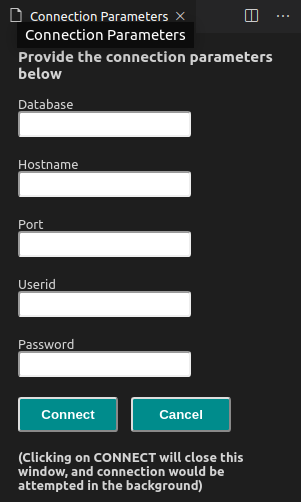 Connection Parameters
Connection Parameters
Provide the connection parameters
below
Database
Hostname
Port
Userid
Password
Connect Cancel
(Clicking on CONNECT will close this
window, and connection would be
attempted in the background)